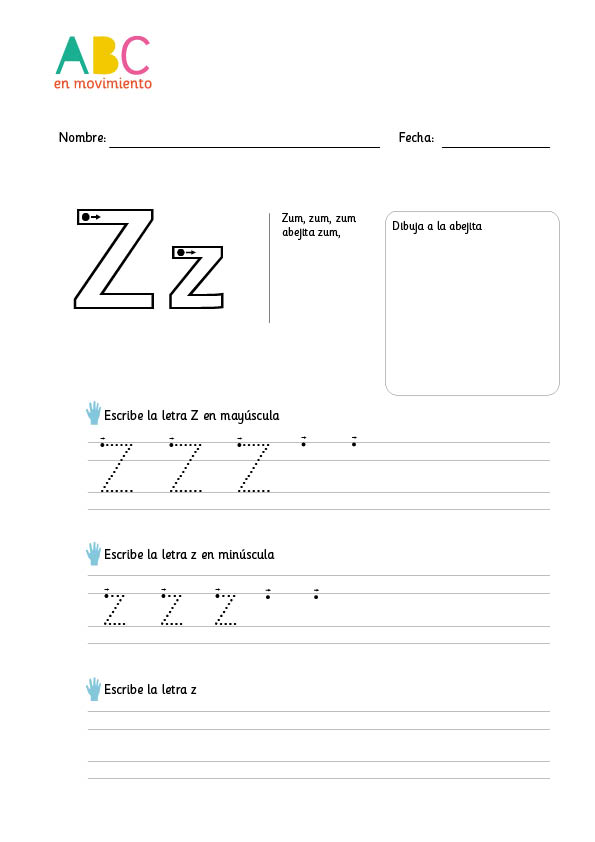 ABC
en movimiento
Nombre:
Fecha:
Z z
Zum, zum, zum
abejita zum,
Dibuja a la abejita
Escribe la letra Z en mayúscula
Z Z Z
Escribe la letra z en minúscula
z z z
Escribe la letra z